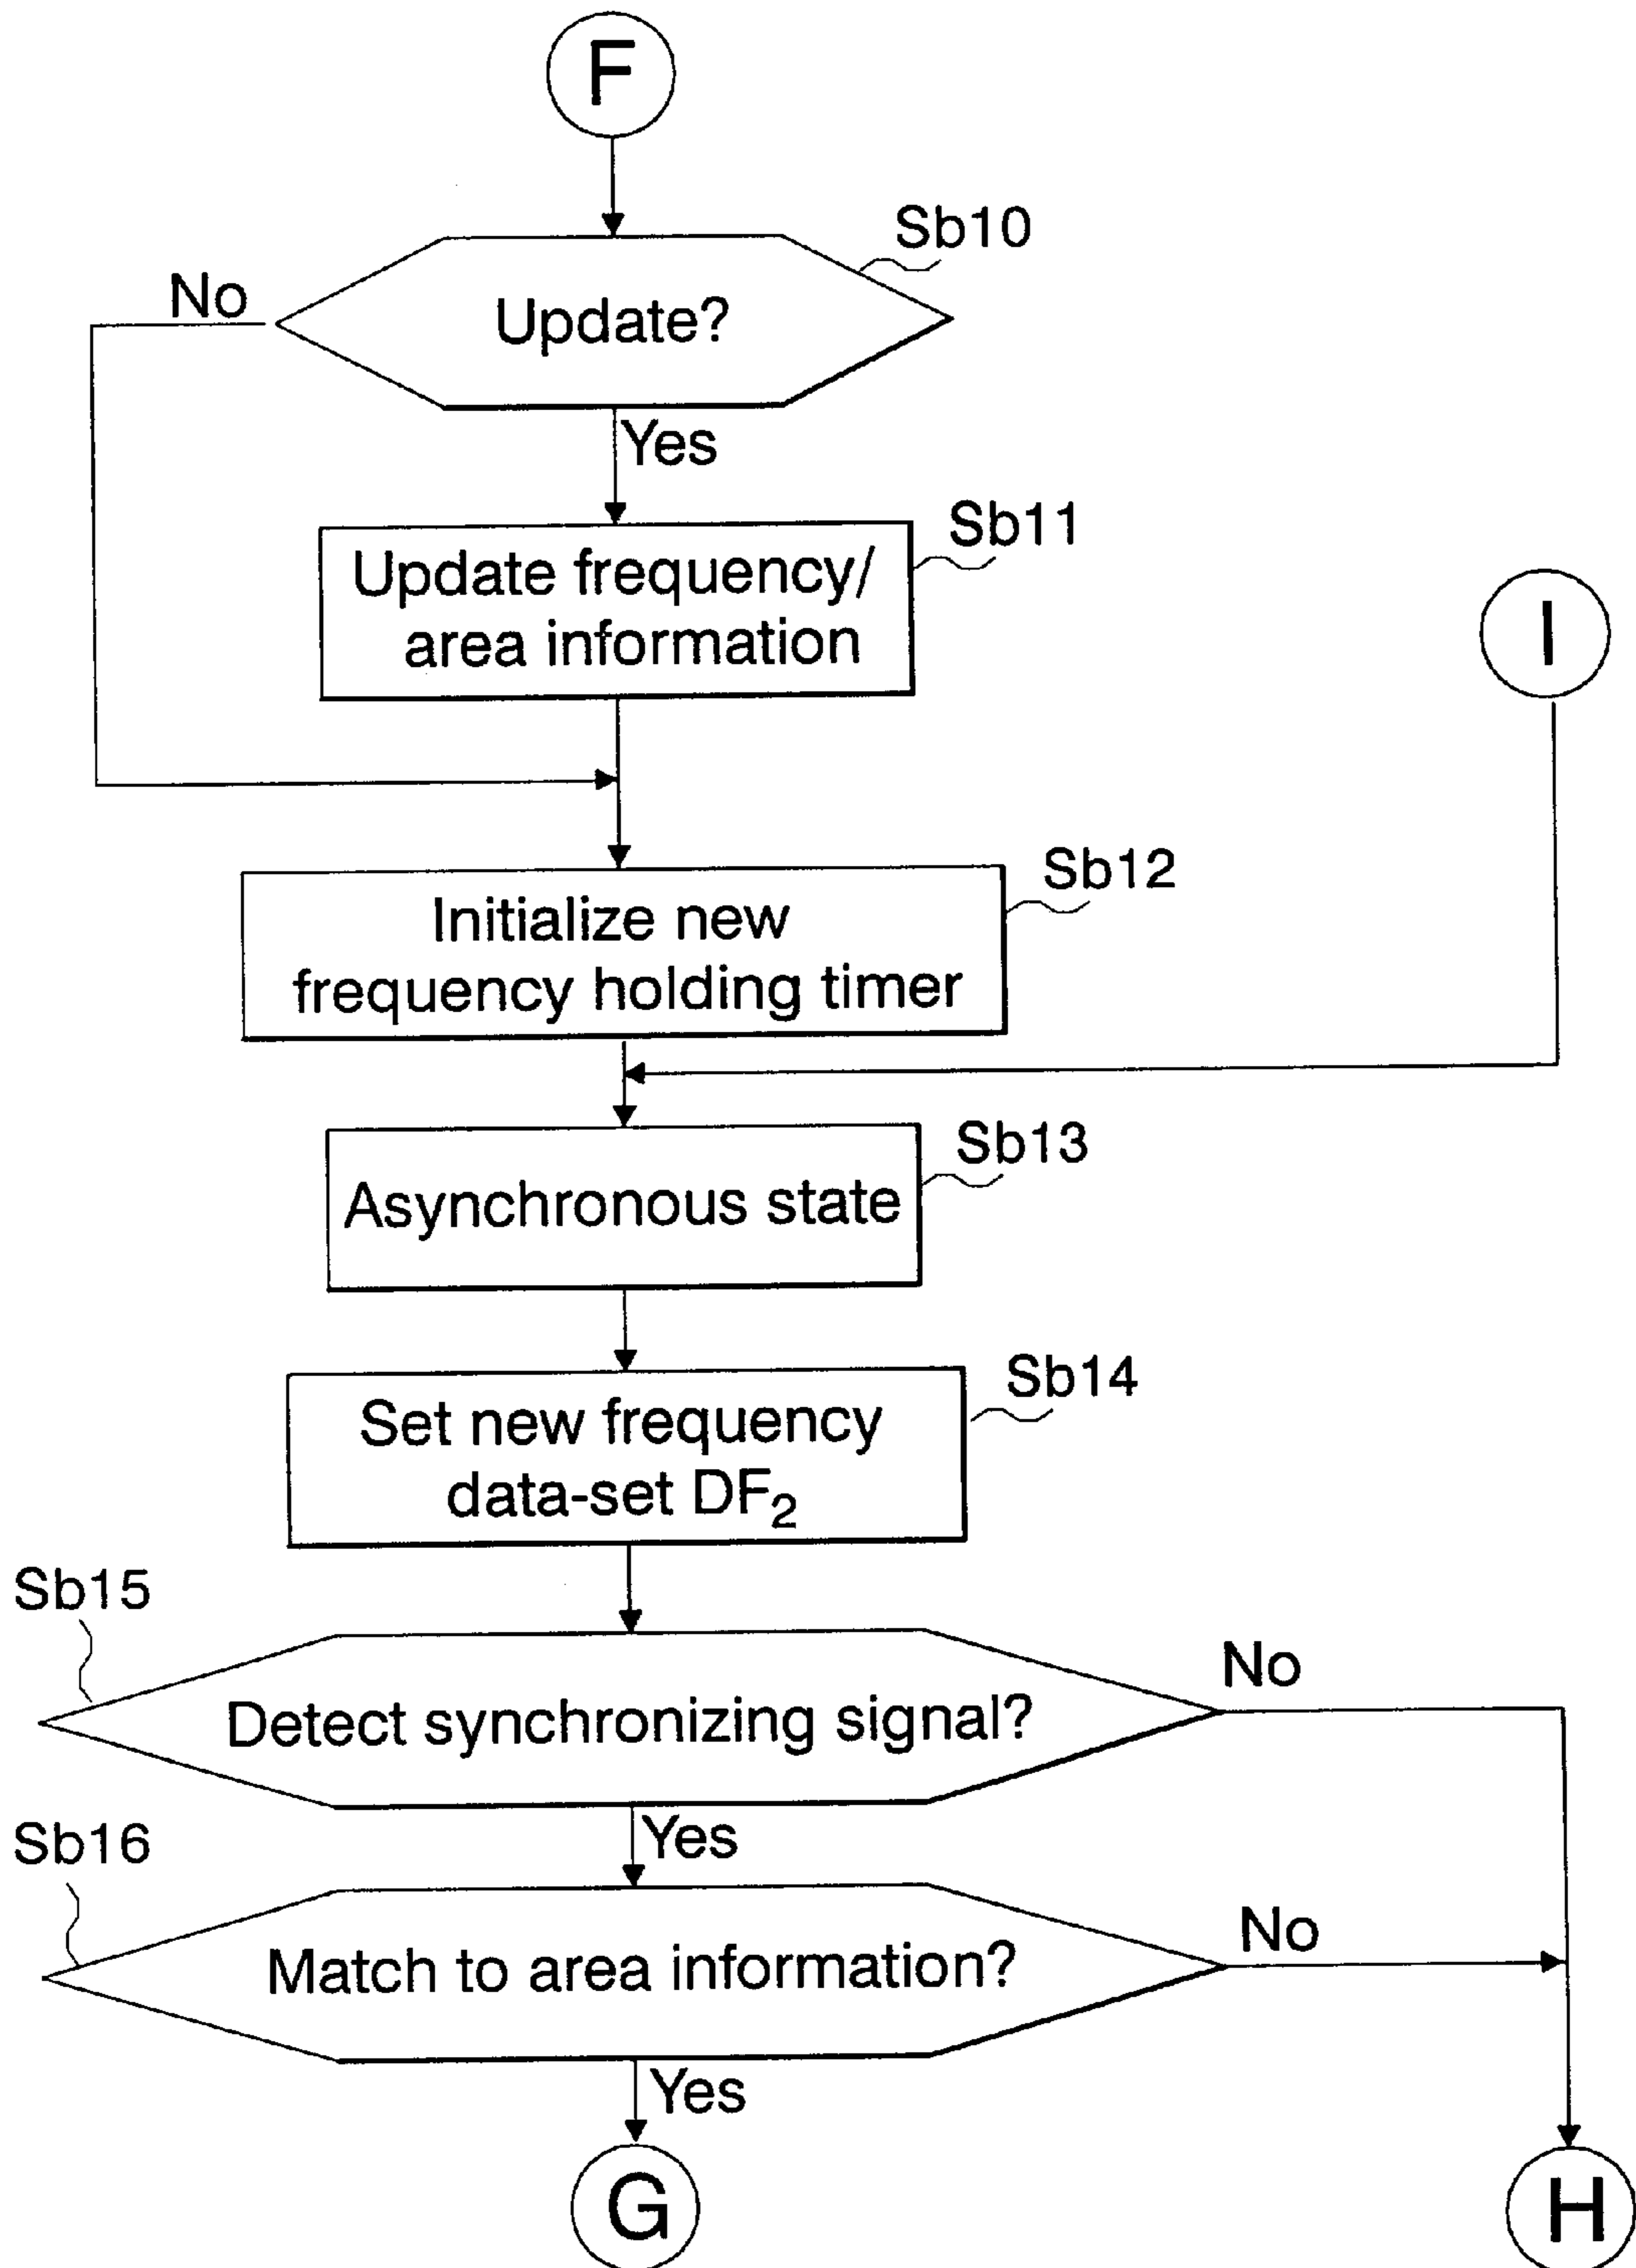 F
Sb10
No
Update?
Yes
Sb11
Update frequency/
area information
I
Sb12
Initialize new
frequency holding timer
Sb13
Asynchronous state
Sb14
Set new frequency
data-set DF₂
Sb15
No
Detect synchronizing signal?
Yes
Sb16
No
Match to area information?
Yes
G
H